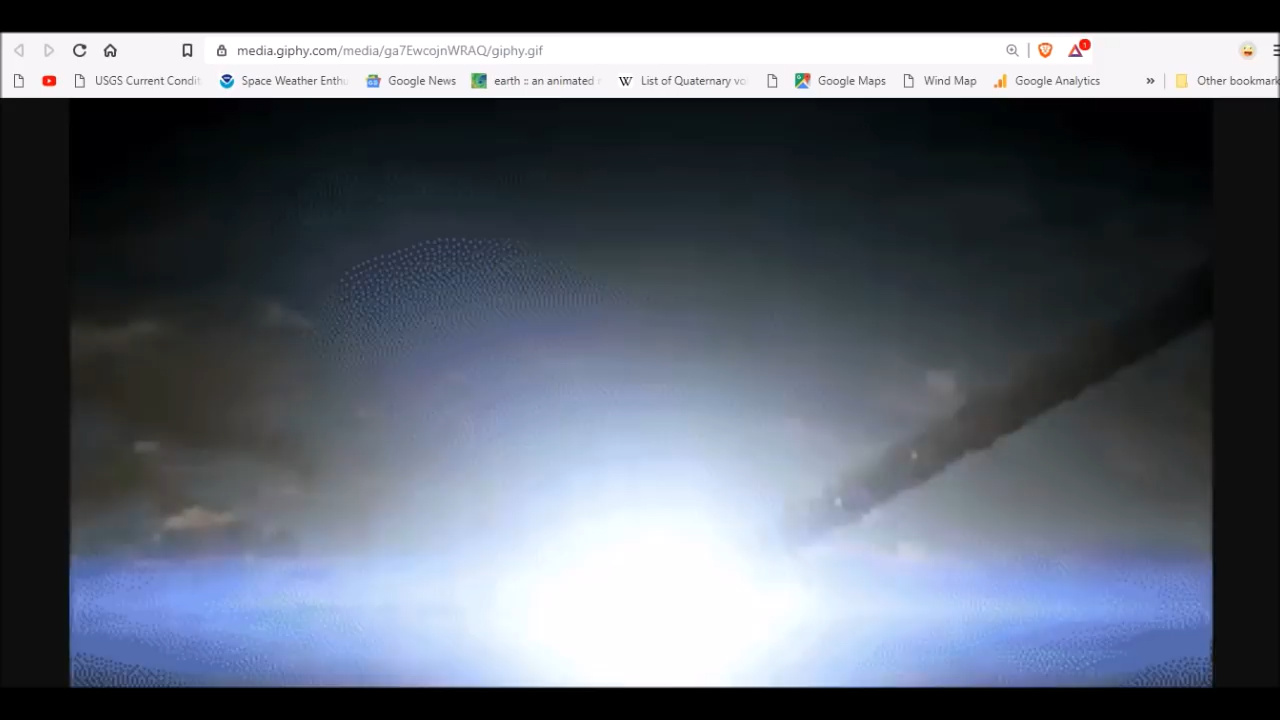 media.giphy.com/media/ga7EwcojnWRAQ/giphy.gif
1
USGS Current Condit
Space Weather Enthu
Google News
earth :: an animated
List of Quaternary vo
Google Maps
Wind Map
Google Analytics
»
Other bookmark